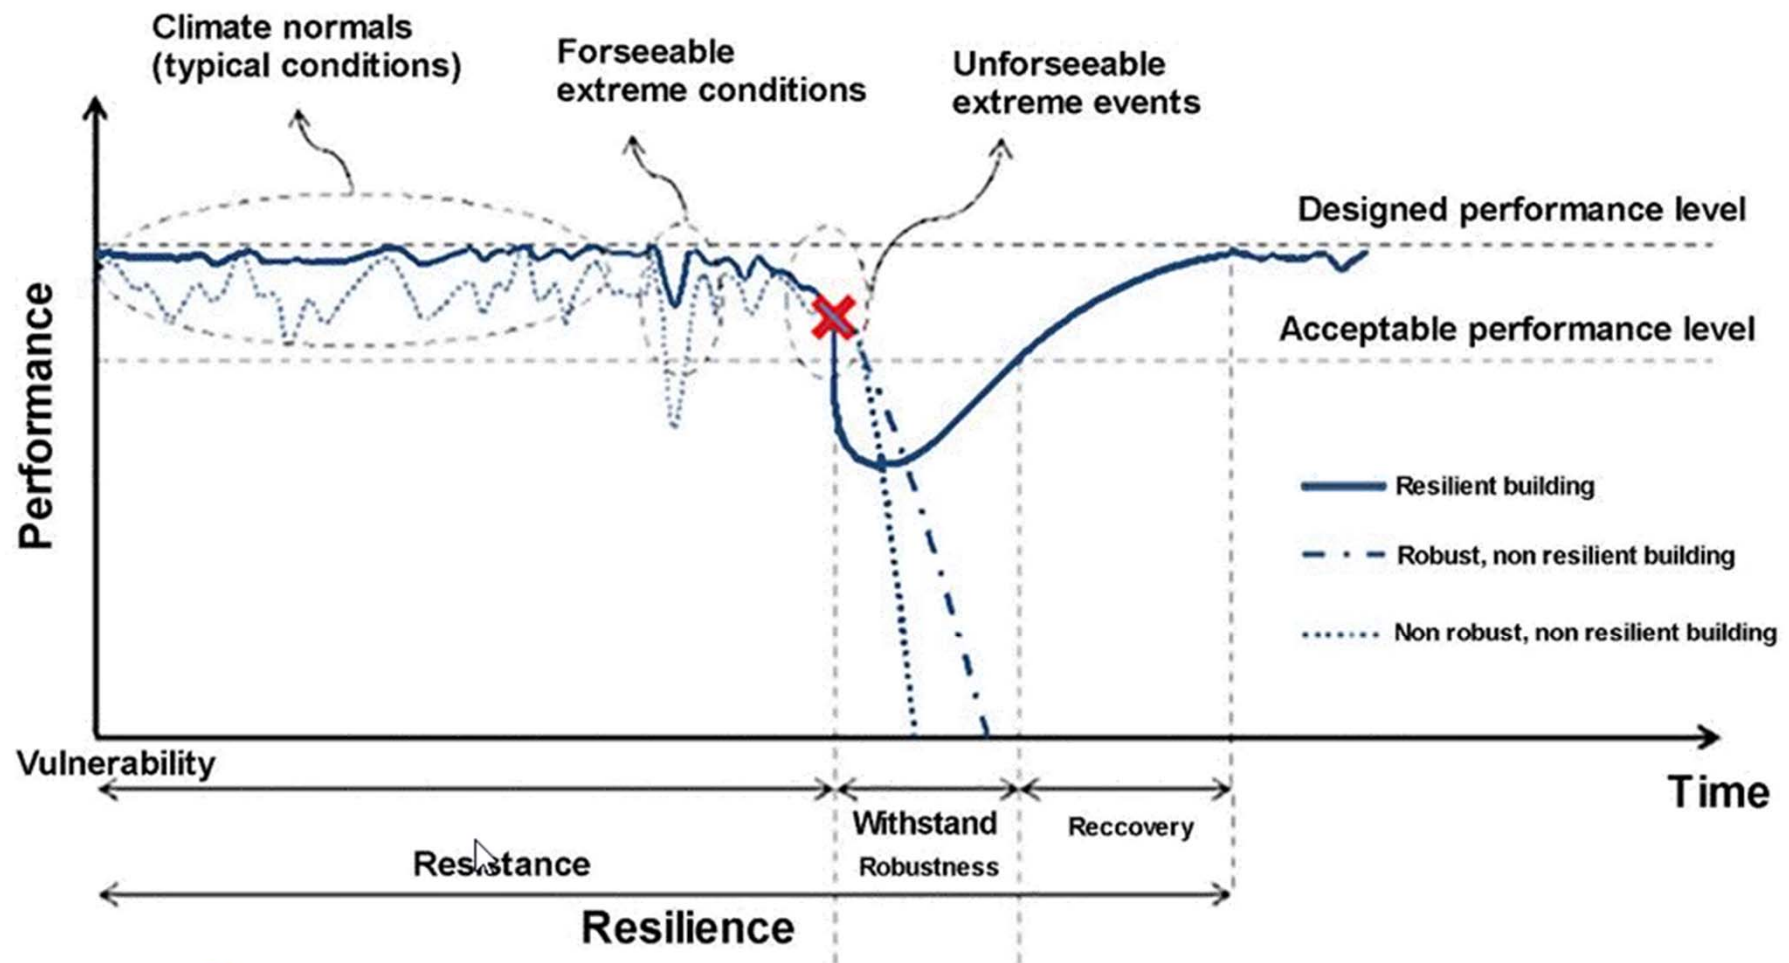 Climate normals
(typical conditions)
Forseeable
extreme conditions
Unforseeable
extreme events
Designed performance level
Acceptable performance level
Performance
Resilient building
Robust, non resilient building
Non robust, non resilient building
Vulnerability
Time
Withstand
Reccovery
Resistance
Robustness
Resilience